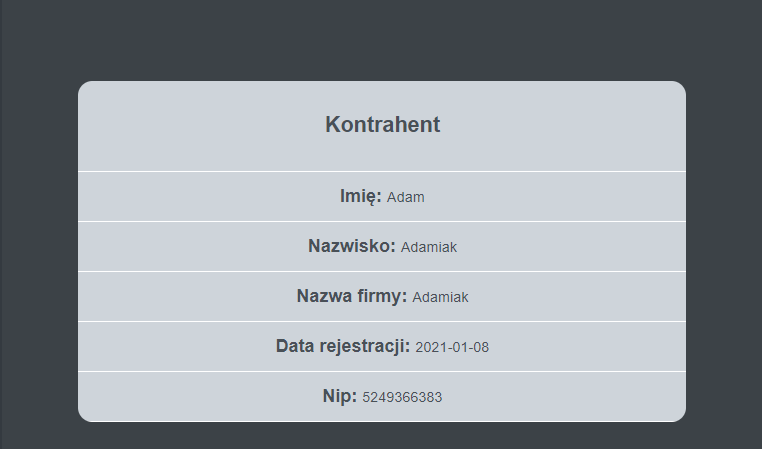 Kontrahent
Imię: Adam
Nazwisko: Adamiak
Nazwa firmy: Adamiak
Data rejestracji: 2021-01-08
Nip: 5249366383